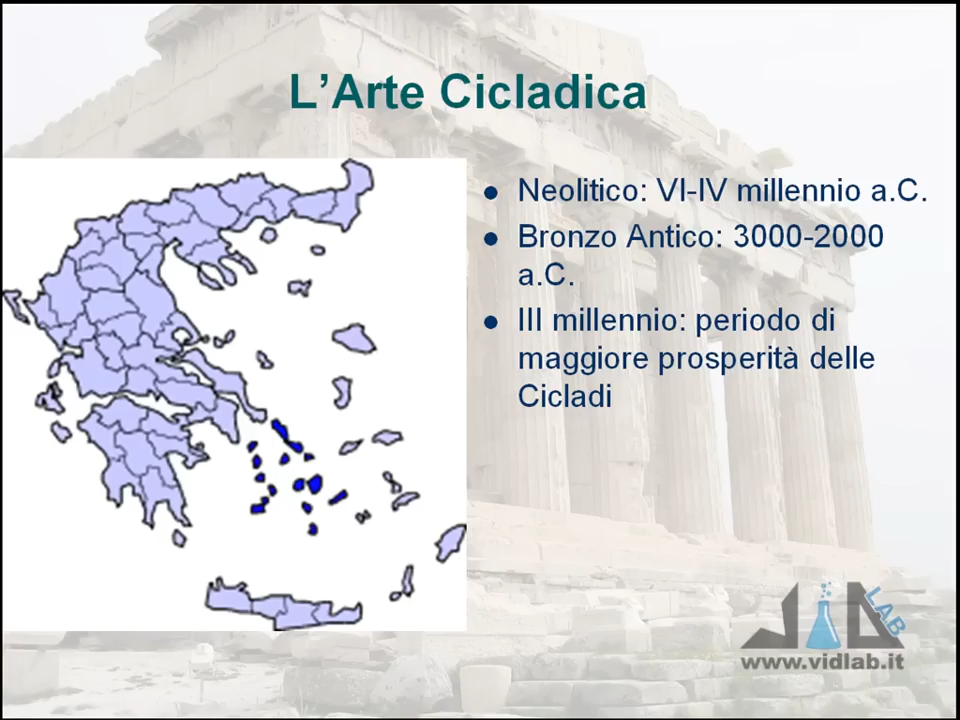 L'Arte Cicladica
● Neolitico: VI-IV millennio a.C.
● Bronzo Antico: 3000-2000
a.C.
● III millennio: periodo di
maggiore prosperità delle
Cicladi
LAB
www.vidlab.it